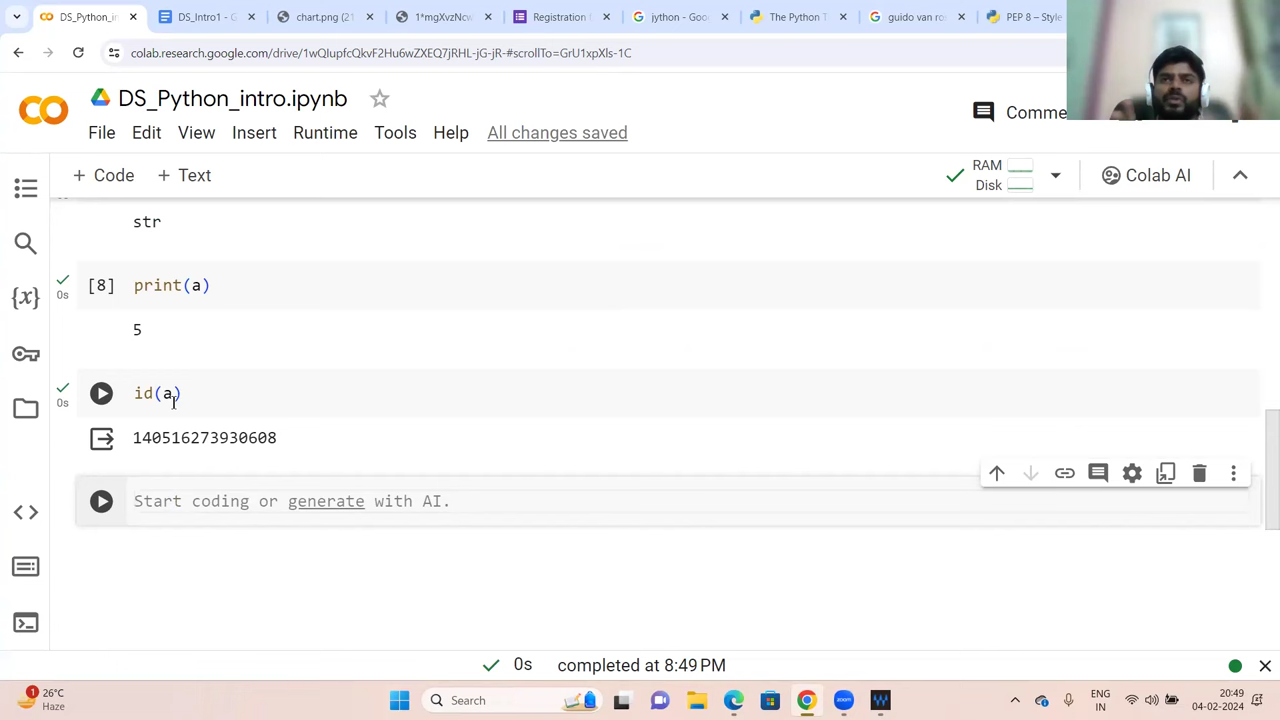 DS_Python_in
DS_Intro1 - G
chart.png (21
1*mgXvzNcw
Registration
jython - Goo
The Python T
guido van ros
PEP 8 – Style
colab.research.google.com/drive/1wQlupfcQkvF2Hu6wZXEQ7jRHL-jG-jR-#scrollTo=GrU1xpXls-1C
DS_Python_intro.ipynb
Comme
File Edit View Insert Runtime Tools Help All changes saved
+ Code + Text
RAM
Disk
Colab AI
str
[8] print(a)
0s
5
id(a)
0s
140516273930608
Start coding or generate with AI.
{x}
0s completed at 8:49 PM
1
26°C
Haze
Search
ENG
IN
20:49
04-02-2024